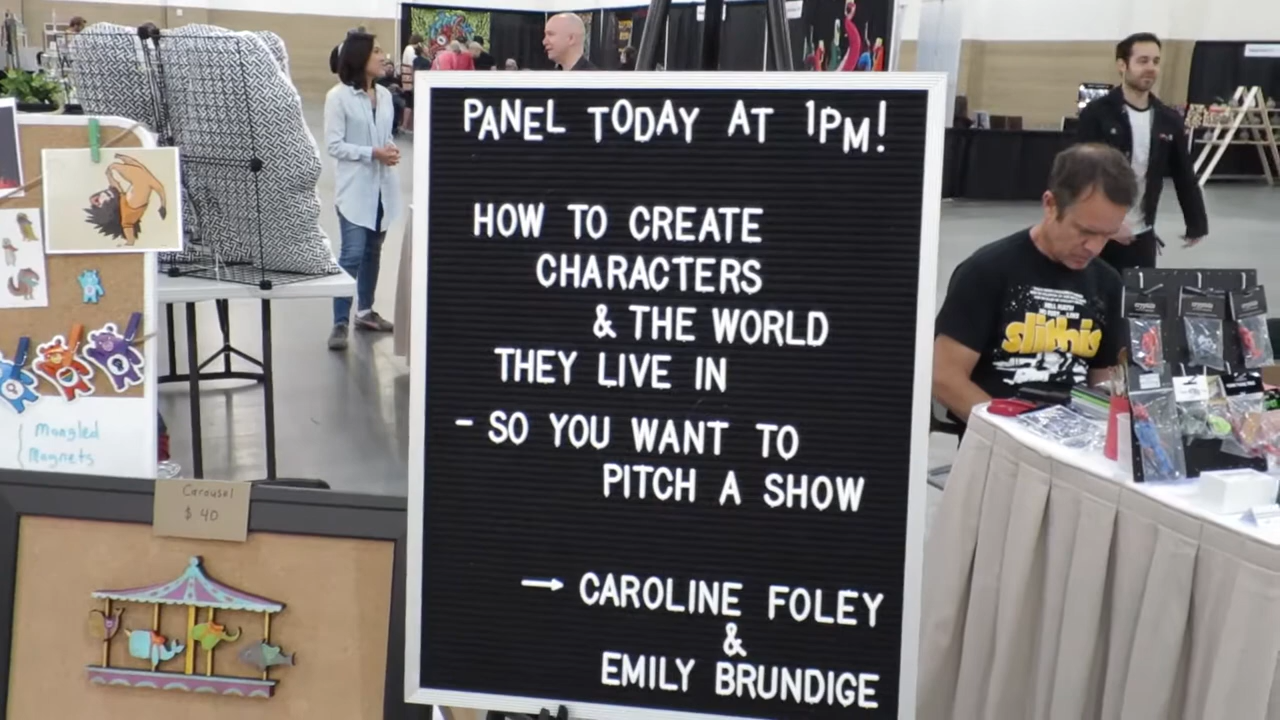 PANEL TODAY AT 1PM!
HOW TO CREATE
CHARACTERS
& THE WORLD
THEY LIVE IN
- SO YOU WANT TO
PITCH A SHOW
→ CAROLINE FOLEY
&
EMILY BRUNDIGE
Mangled
Magnets
Carousel
$ 40
slithis